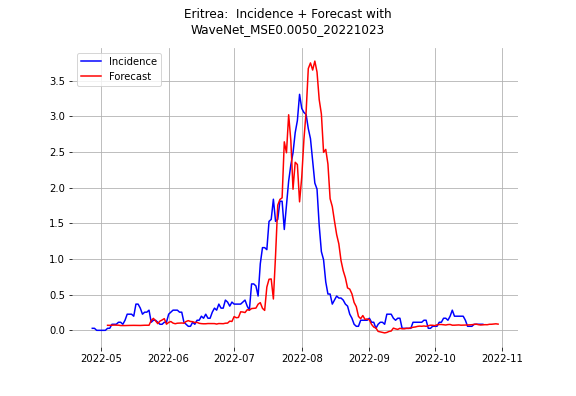 Eritrea:  Incidence + Forecast with
WaveNet_MSE0.0050_20221023
Incidence
Forecast
3.5
3.0
2.5
2.0
1.5
1.0
0.5
0.0
2022-05 2022-06 2022-07 2022-08 2022-09 2022-10 2022-11